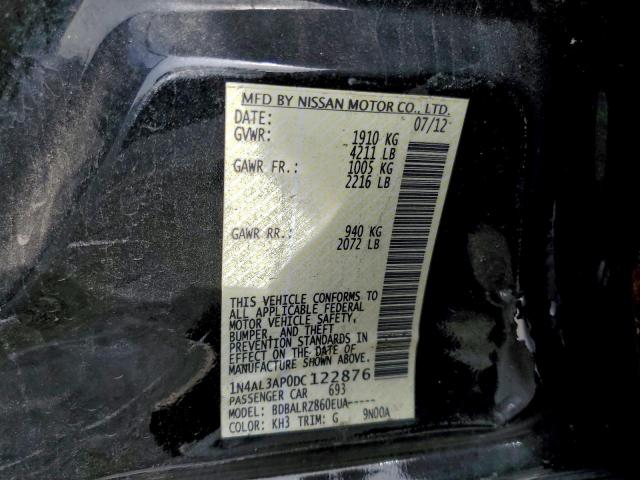 MFD BY NISSAN MOTOR CO., LTD.
DATE: 07/12
GVWR: 1910 KG
4211 LB
GAWR FR.: 1005 KG
2216 LB
GAWR RR.: 940 KG
2072 LB
THIS VEHICLE CONFORMS TO
ALL APPLICABLE FEDERAL
MOTOR VEHICLE SAFETY,
BUMPER, AND THEFT
PREVENTION STANDARDS IN
EFFECT ON THE DATE OF
MANUFACTURE SHOWN ABOVE.
1N4AL3AP0DC122876
PASSENGER CAR 693
MODEL: BDBALRZ860EUA-----
COLOR: KH3 TRIM: G 9N00A